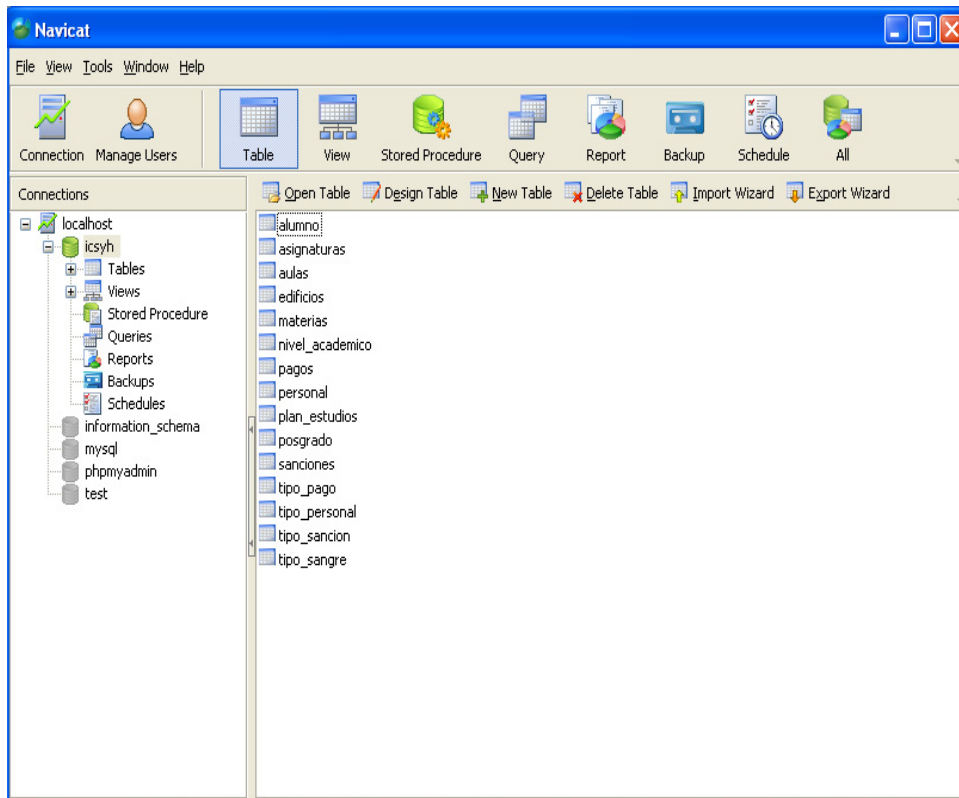 Navicat
File View Tools Window Help
Connection Manage Users Table View Stored Procedure Query Report Backup Schedule All
Connections
Open Table Design Table New Table Delete Table Import Wizard Export Wizard
localhost
icsyh
Tables
Views
Stored Procedure
Queries
Reports
Backups
Schedules
information_schema
mysql
phpmyadmin
test
alumno
asignaturas
aulas
edificios
materias
nivel_academico
pagos
personal
plan_estudios
posgrado
sanciones
tipo_pago
tipo_personal
tipo_sancion
tipo_sangre